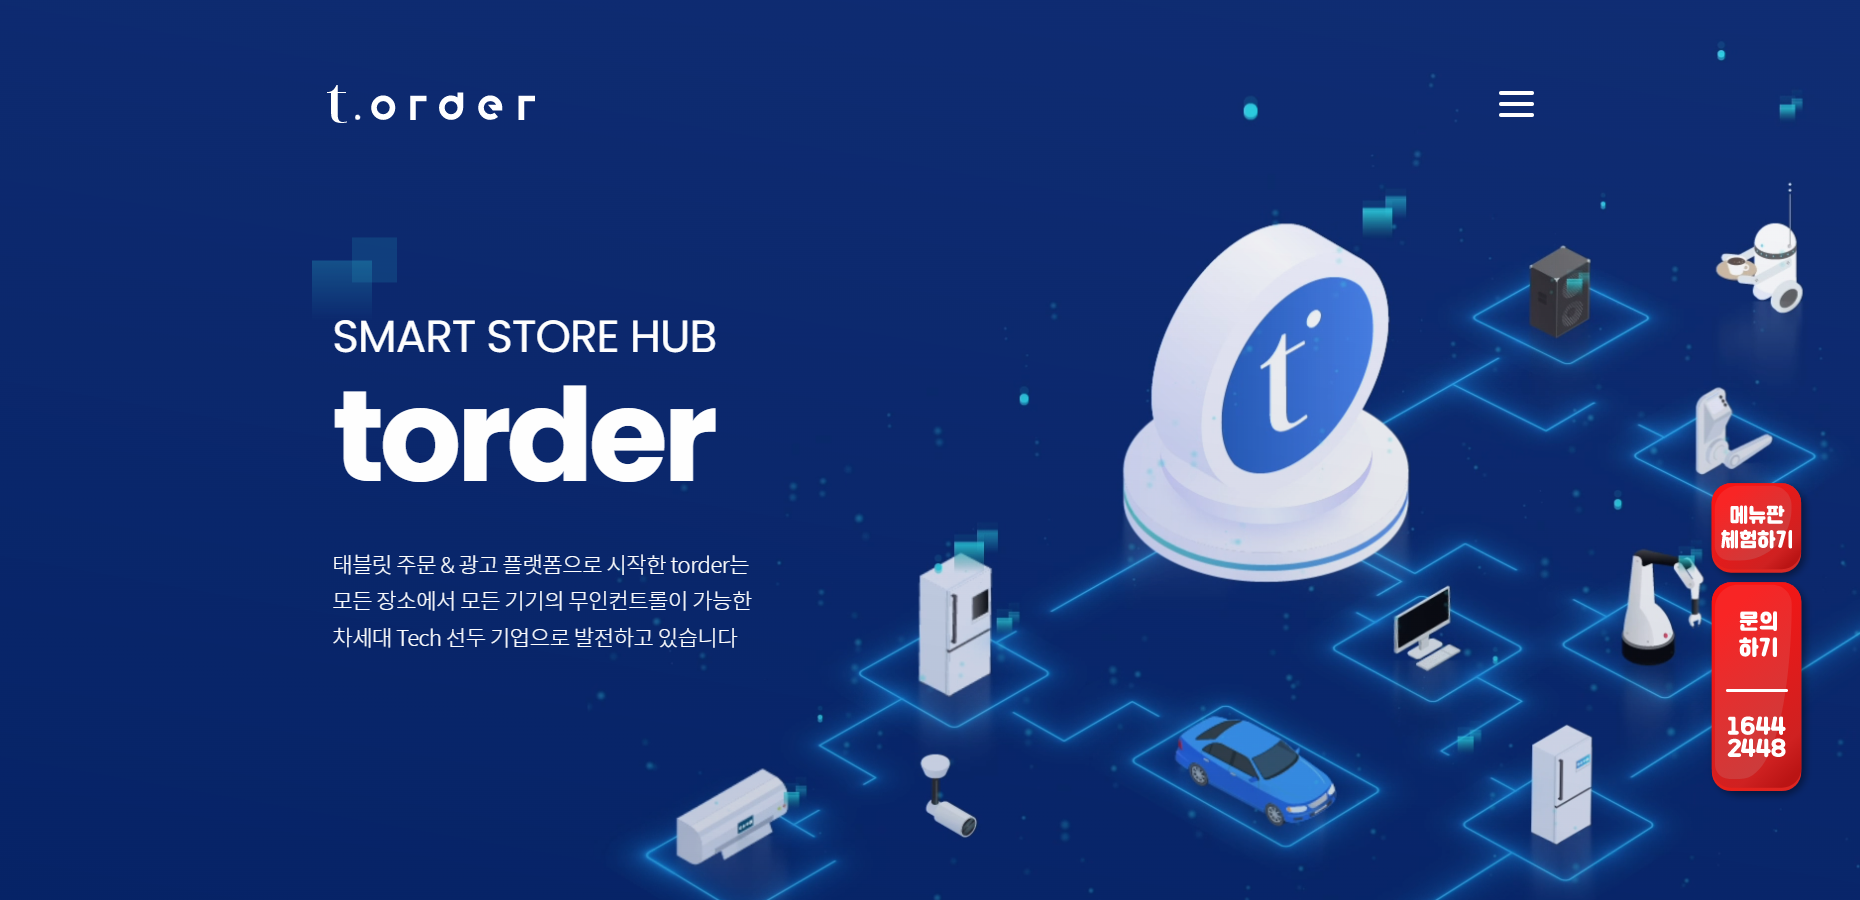 t.order
SMART STORE HUB
torder
태블릿 주문 & 광고 플랫폼으로 시작한 torder는
모든 장소에서 모든 기기의 무인컨트롤이 가능한
차세대 Tech 선두 기업으로 발전하고 있습니다
t
메뉴판
체험하기
문의
하기
1644
2448